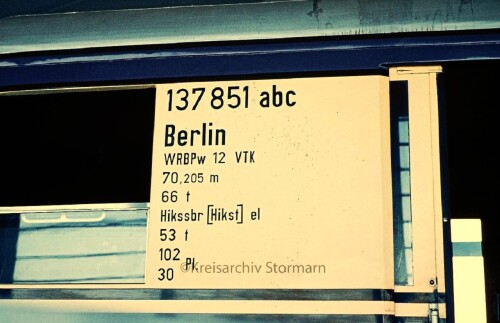 137 851 abc
Berlin
WRBPw 12 VTK
70,205 m
66 t
Hikssbr [Hikst] el
53 t
102 Pl
30
©Kreisarchiv Stormarn